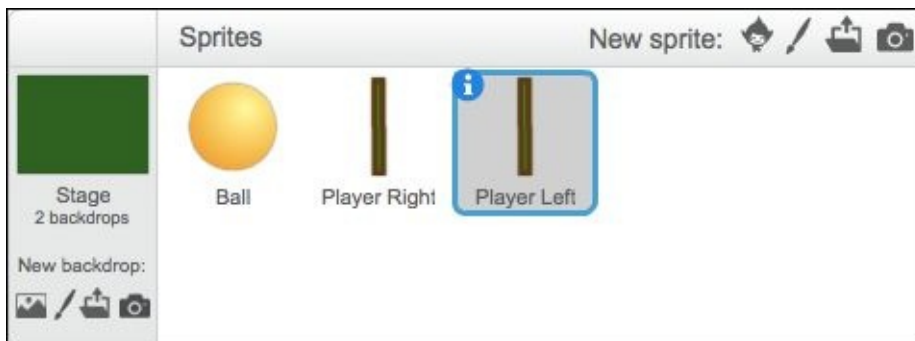 Sprites
New sprite:
Ball
Player Right
Player Left
Stage
2 backdrops
New backdrop: